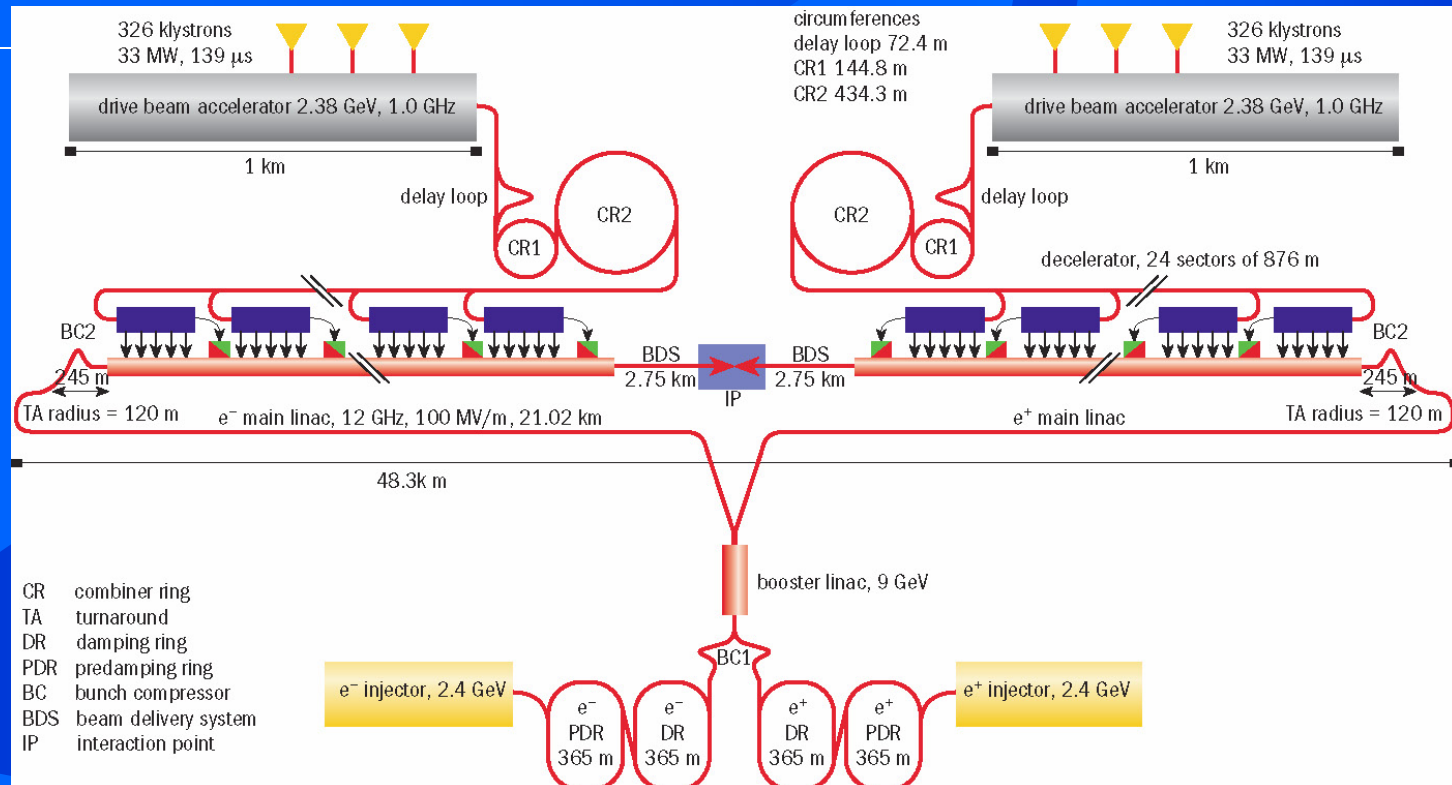 326 klystrons
33 MW, 139 μs
circumferences
delay loop 72.4 m
CR1 144.8 m
CR2 434.3 m
326 klystrons
33 MW, 139 μs
drive beam accelerator 2.38 GeV, 1.0 GHz
drive beam accelerator 2.38 GeV, 1.0 GHz
1 km
1 km
delay loop
CR2
CR1
CR2
CR1
delay loop
decelerator, 24 sectors of 876 m
BC2
BDS
2.75 km
IP
BDS
2.75 km
BC2
245 m
245 m
TA radius = 120 m
e⁻ main linac, 12 GHz, 100 MV/m, 21.02 km
e⁺ main linac
TA radius = 120 m
48.3k m
booster linac, 9 GeV
CR combiner ring
TA turnaround
DR damping ring
PDR predamping ring
BC bunch compressor
BDS beam delivery system
IP interaction point
BC1
e⁻ injector, 2.4 GeV
e⁻
PDR
365 m
e⁻
DR
365 m
e⁺
DR
365 m
e⁺
PDR
365 m
e⁺ injector, 2.4 GeV